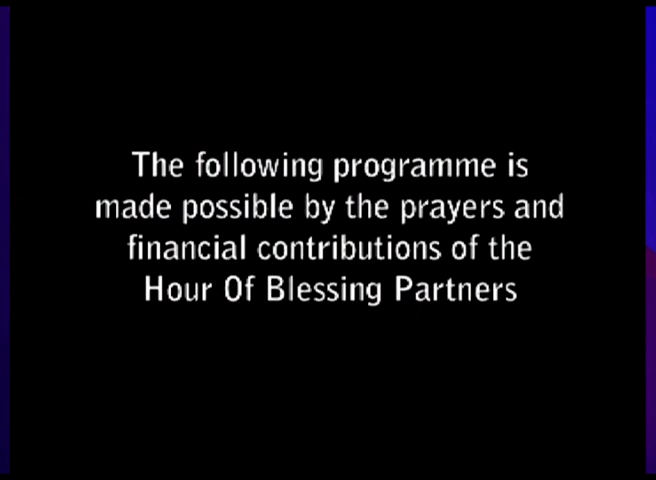 The following programme is
made possible by the prayers and
financial contributions of the
Hour Of Blessing Partners